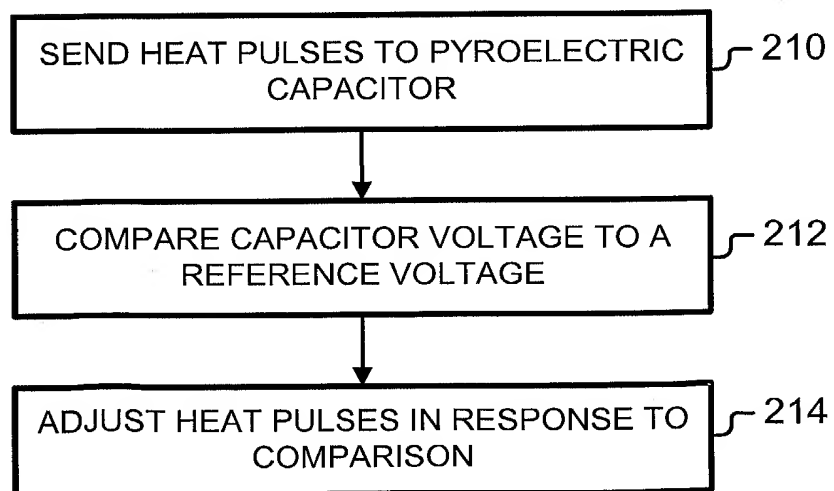 SEND HEAT PULSES TO PYROELECTRIC
CAPACITOR
210
COMPARE CAPACITOR VOLTAGE TO A
REFERENCE VOLTAGE
212
ADJUST HEAT PULSES IN RESPONSE TO
COMPARISON
214